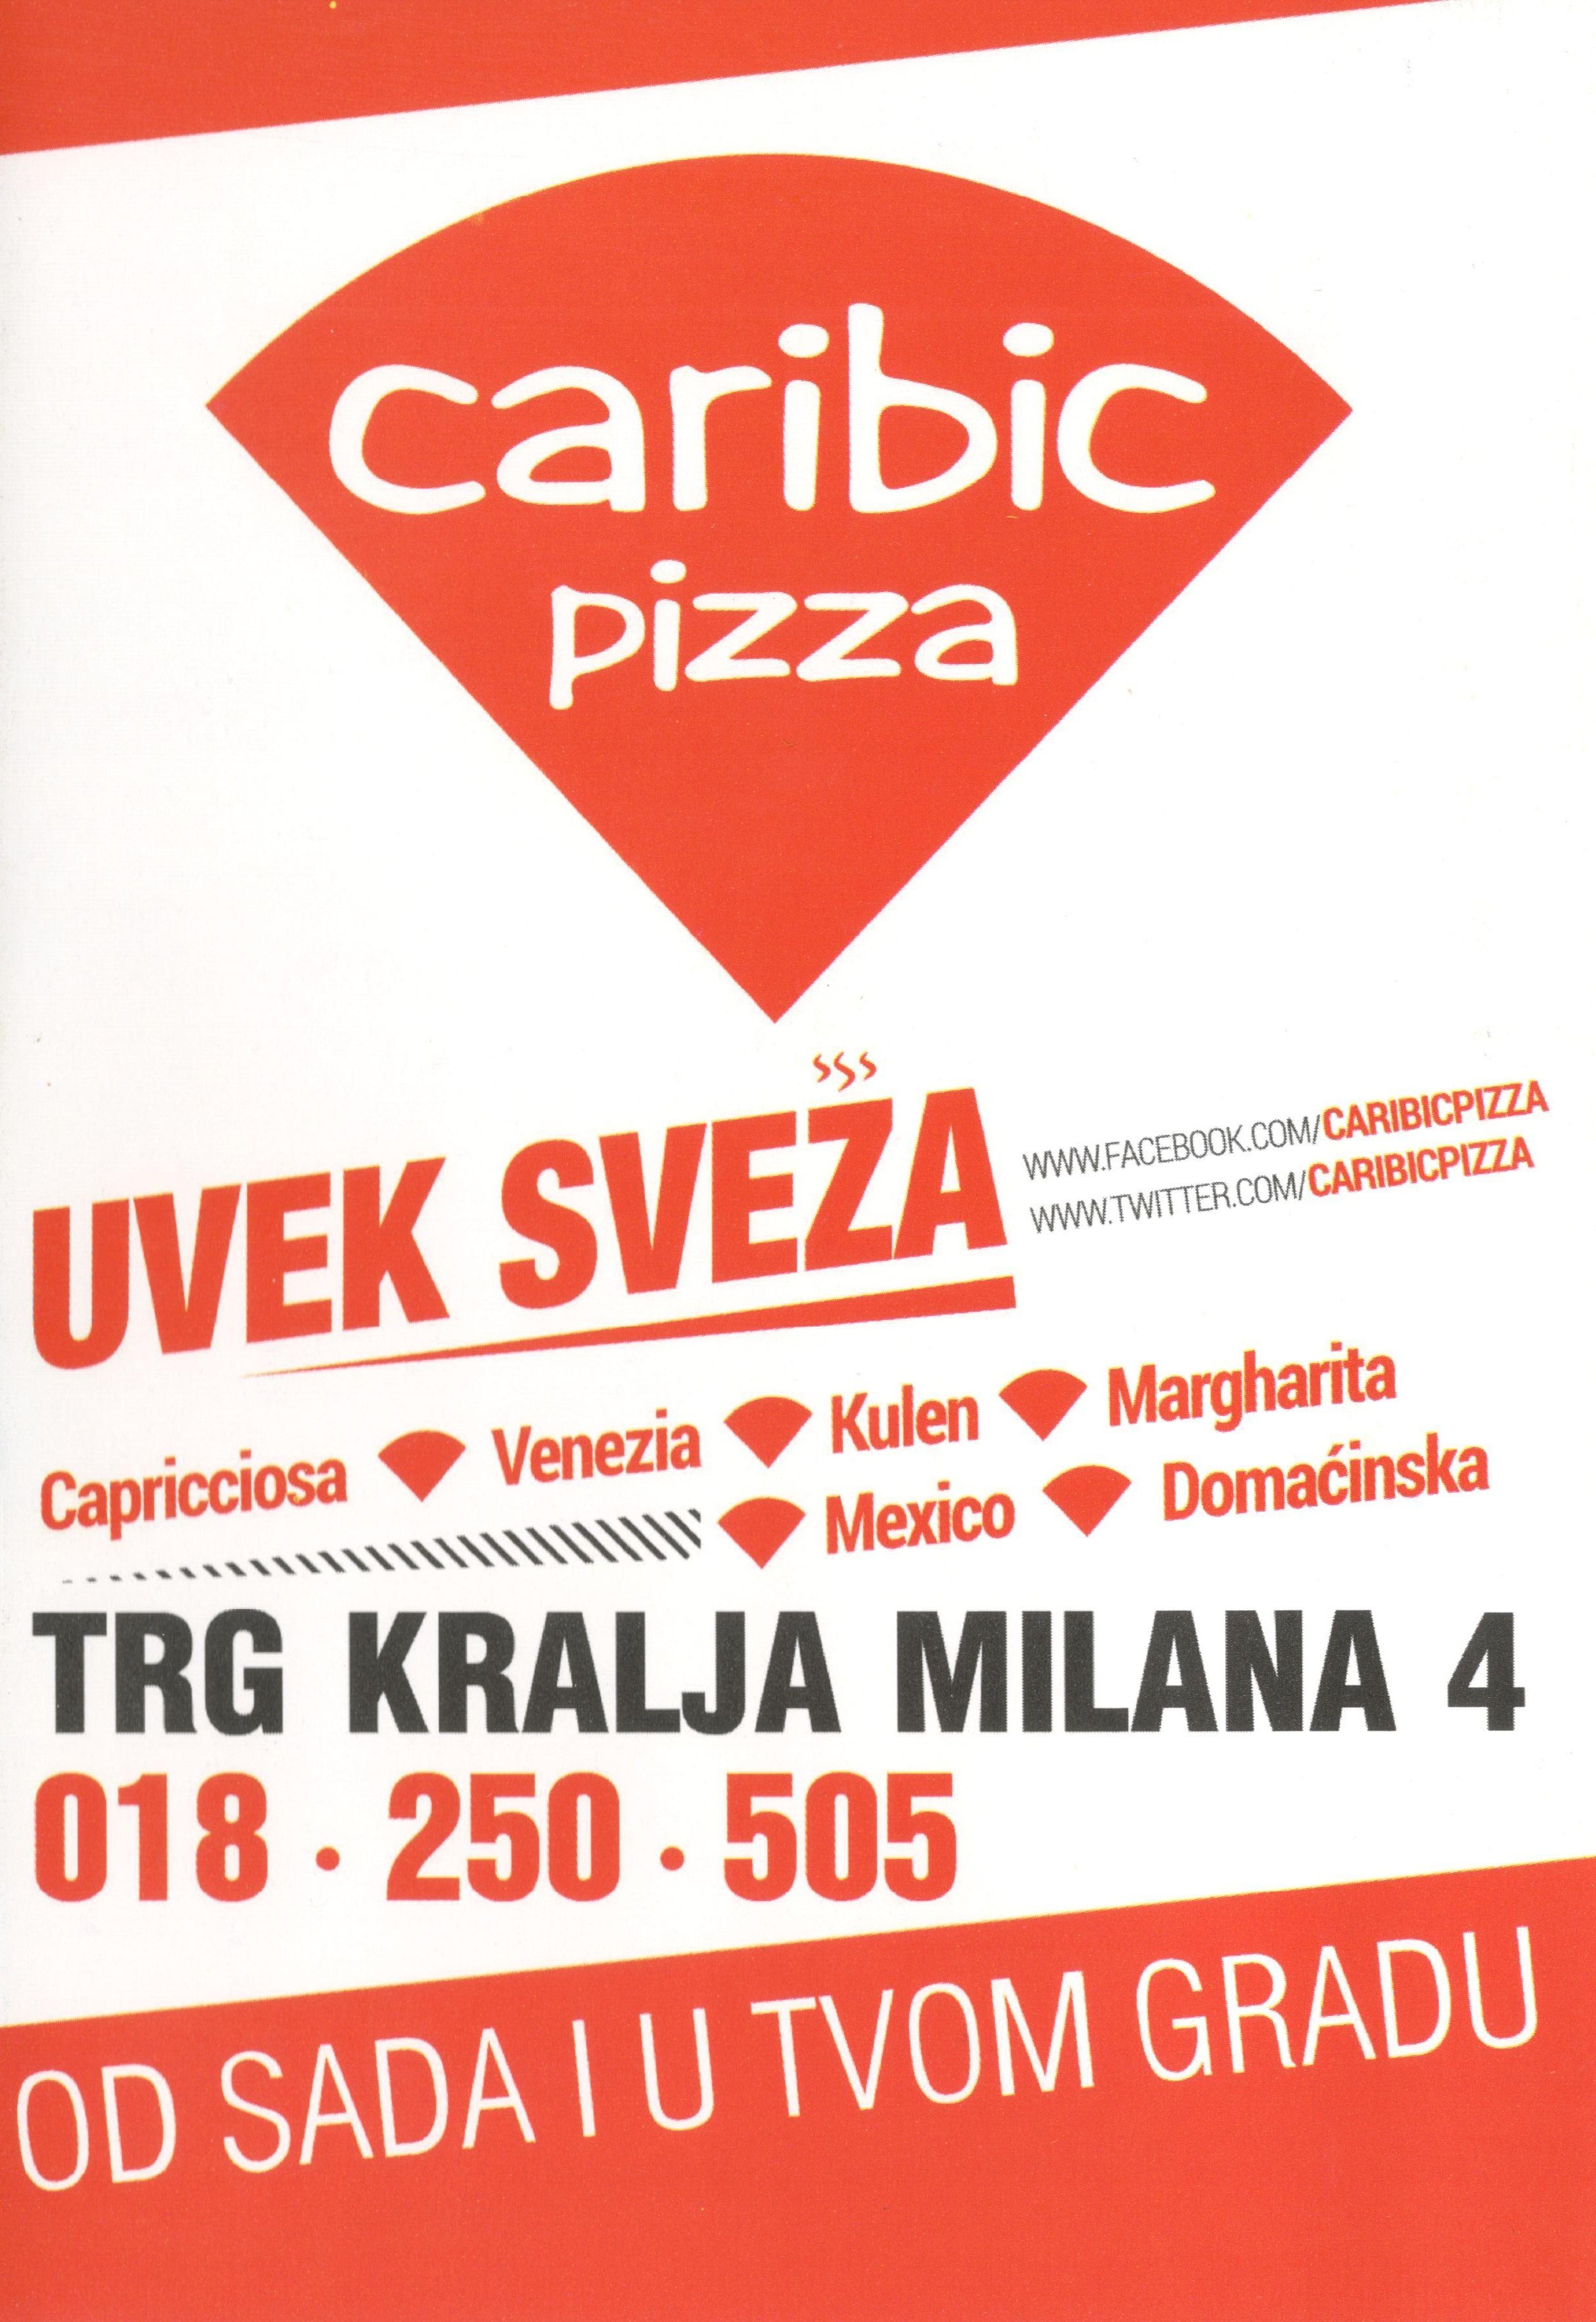 caribic
pizza
UVEK SVEŽA
WWW.FACEBOOK.COM/CARIBICPIZZA
WWW.TWITTER.COM/CARIBICPIZZA
Capricciosa Venezia Kulen Margharita
Mexico Domaćinska
TRG KRALJA MILANA 4
018 · 250 · 505
OD SADA I U TVOM GRADU